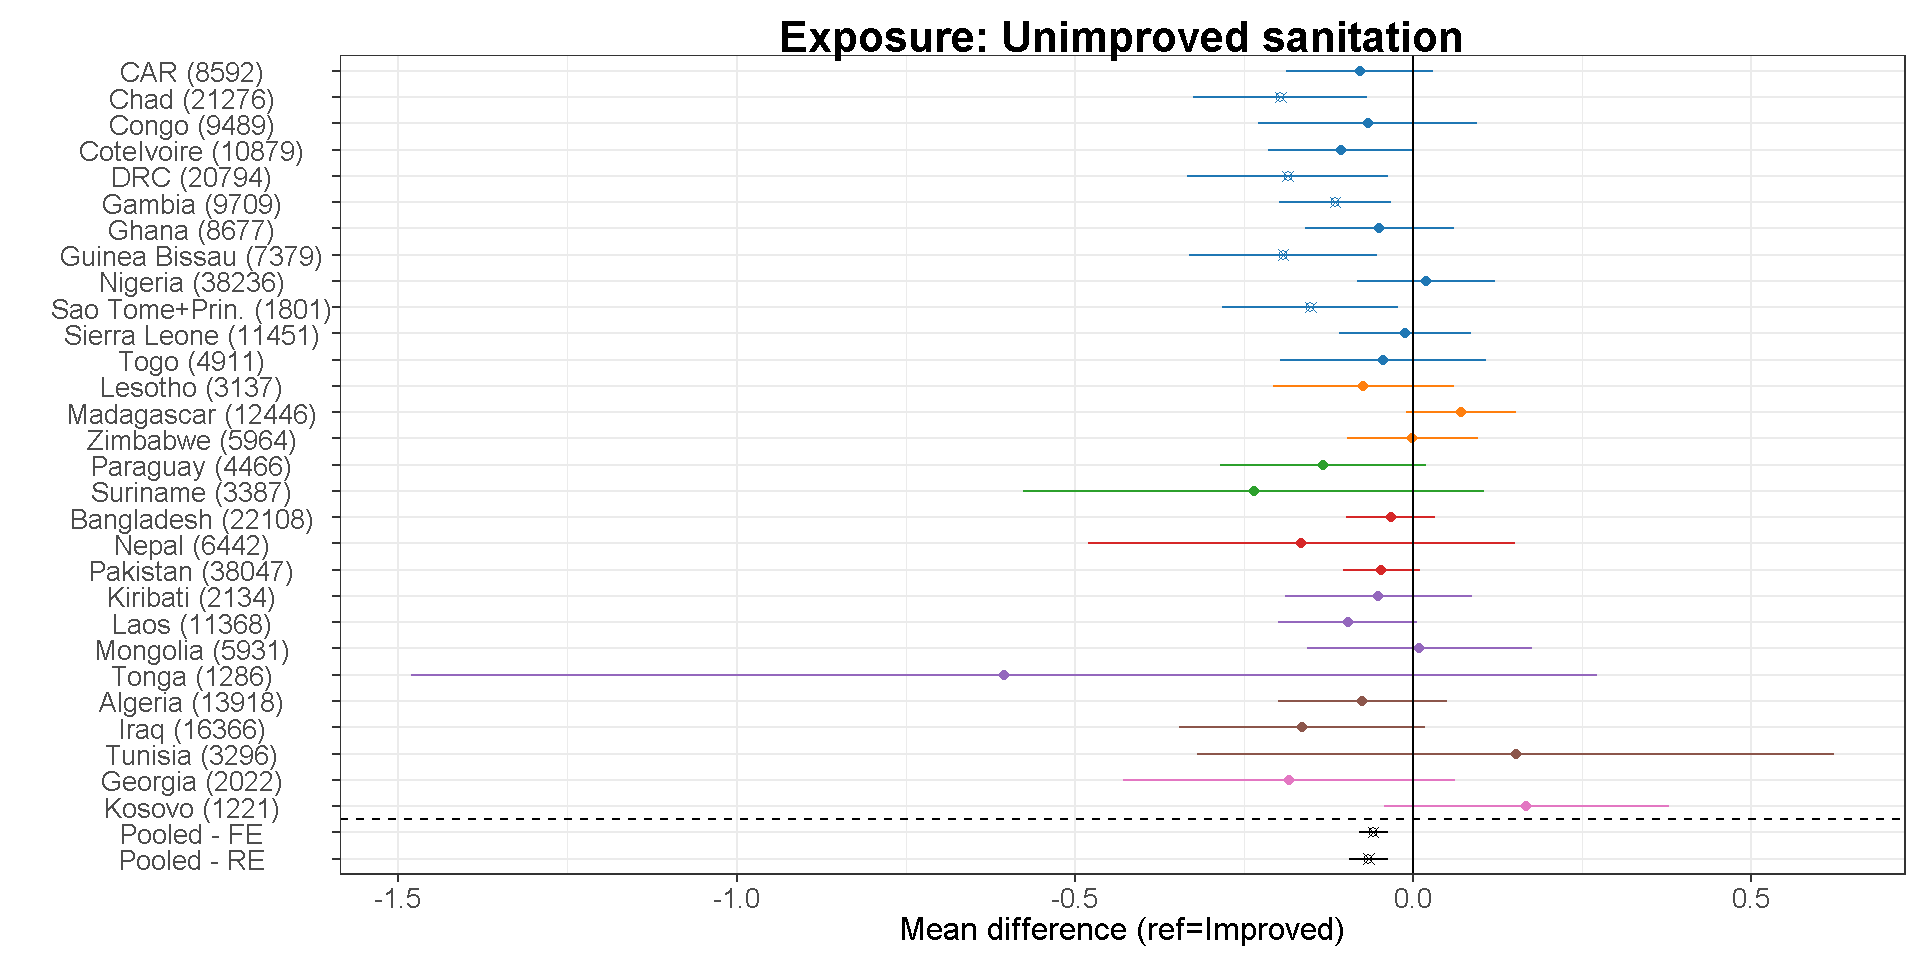 Exposure: Unimproved sanitation
CAR (8592)
Chad (21276)
Congo (9489)
CoteIvoire (10879)
DRC (20794)
Gambia (9709)
Ghana (8677)
Guinea Bissau (7379)
Nigeria (38236)
Sao Tome+Prin. (1801)
Sierra Leone (11451)
Togo (4911)
Lesotho (3137)
Madagascar (12446)
Zimbabwe (5964)
Paraguay (4466)
Suriname (3387)
Bangladesh (22108)
Nepal (6442)
Pakistan (38047)
Kiribati (2134)
Laos (11368)
Mongolia (5931)
Tonga (1286)
Algeria (13918)
Iraq (16366)
Tunisia (3296)
Georgia (2022)
Kosovo (1221)
Pooled - FE
Pooled - RE
-1.5 -1.0 -0.5 0.0 0.5
Mean difference (ref=Improved)